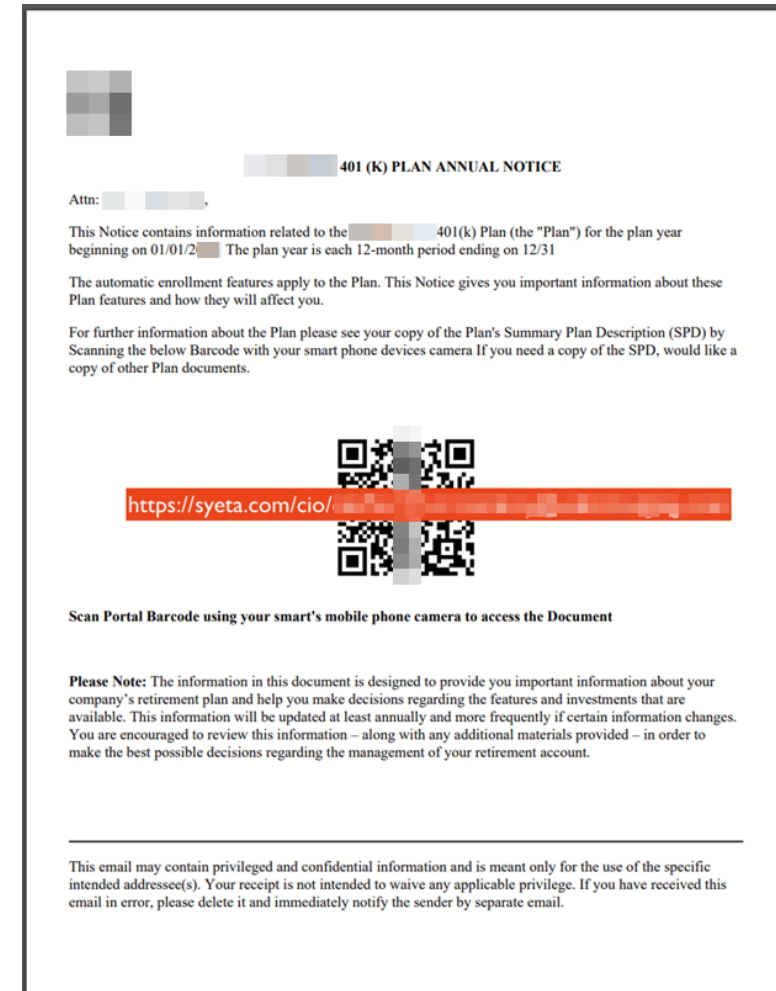 401 (K) PLAN ANNUAL NOTICE
Attn: ,
This Notice contains information related to the 401(k) Plan (the "Plan") for the plan year
beginning on 01/01/2 The plan year is each 12-month period ending on 12/31
The automatic enrollment features apply to the Plan. This Notice gives you important information about these
Plan features and how they will affect you.
For further information about the Plan please see your copy of the Plan's Summary Plan Description (SPD) by
Scanning the below Barcode with your smart phone devices camera If you need a copy of the SPD, would like a
copy of other Plan documents.
https://syeta.com/cio/
Scan Portal Barcode using your smart's mobile phone camera to access the Document
Please Note: The information in this document is designed to provide you important information about your
company’s retirement plan and help you make decisions regarding the features and investments that are
available. This information will be updated at least annually and more frequently if certain information changes.
You are encouraged to review this information – along with any additional materials provided – in order to
make the best possible decisions regarding the management of your retirement account.
This email may contain privileged and confidential information and is meant only for the use of the specific
intended addressee(s). Your receipt is not intended to waive any applicable privilege. If you have received this
email in error, please delete it and immediately notify the sender by separate email.